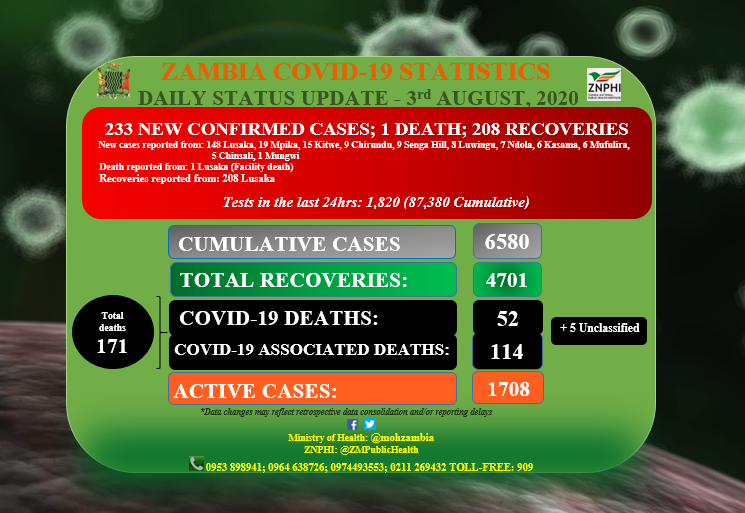 ZAMBIA COVID-19 STATISTICS
ZNPHI
DAILY STATUS UPDATE - 3rd AUGUST, 2020
233 NEW CONFIRMED CASES; 1 DEATH; 208 RECOVERIES
New cases reported from: 148 Lusaka, 19 Mpika, 15 Kitwe, 9 Chirundu, 9 Senga Hill, 8 Luwingu, 7 Ndola, 6 Kasama, 6 Mufulira,
5 Chinsali, 1 Mungwi
Death reported from: 1 Lusaka (Facility death)
Recoveries reported from: 208 Lusaka
Tests in the last 24hrs: 1,820 (87,380 Cumulative)
CUMULATIVE CASES 6580
TOTAL RECOVERIES: 4701
Total
deaths
171
COVID-19 DEATHS: 52
+ 5 Unclassified
COVID-19 ASSOCIATED DEATHS: 114
ACTIVE CASES: 1708
*Data changes may reflect retrospective data consolidation and/or reporting delays
Ministry of Health: @mohzambia
ZNPHI: @ZMPublicHealth
0953 898941; 0964 638726; 0974493553; 0211 269432 TOLL-FREE: 909